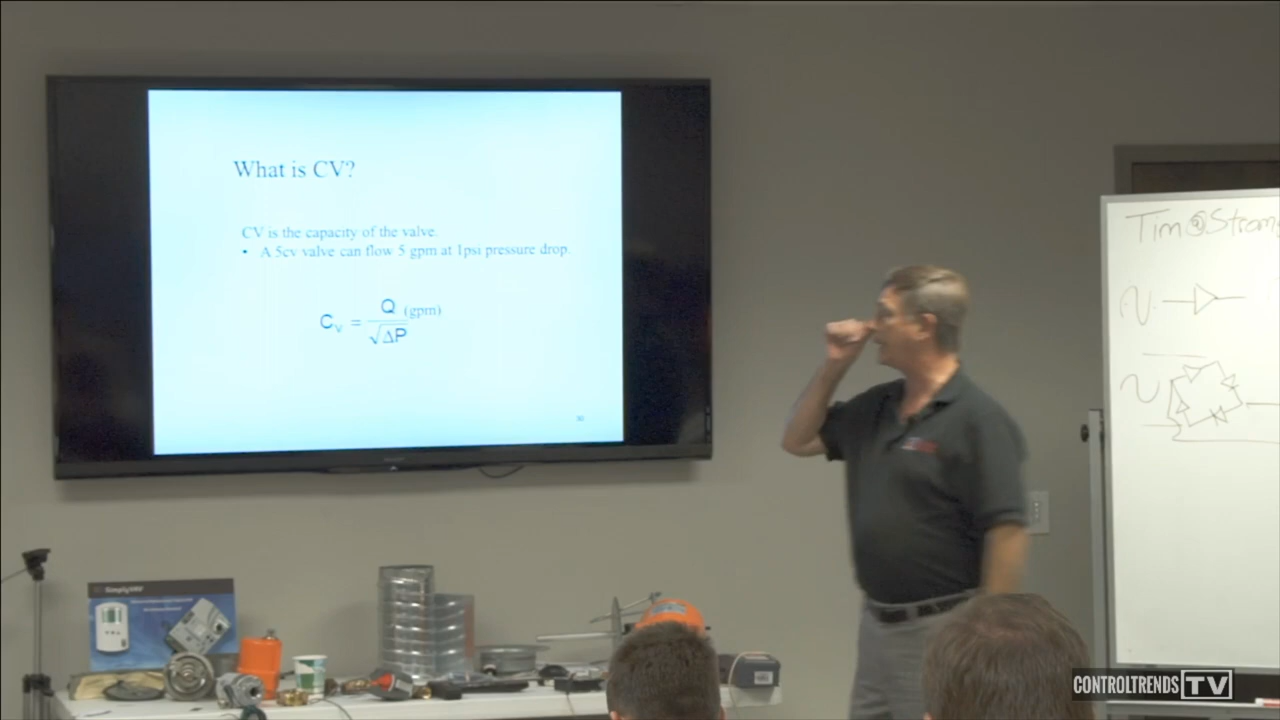 What is CV?
CV is the capacity of the valve.
• A 5cv valve can flow 5 gpm at 1psi pressure drop.
Cv = Q (gpm)
√ΔP
30
Tim@Strom
CONTROLTRENDS TV